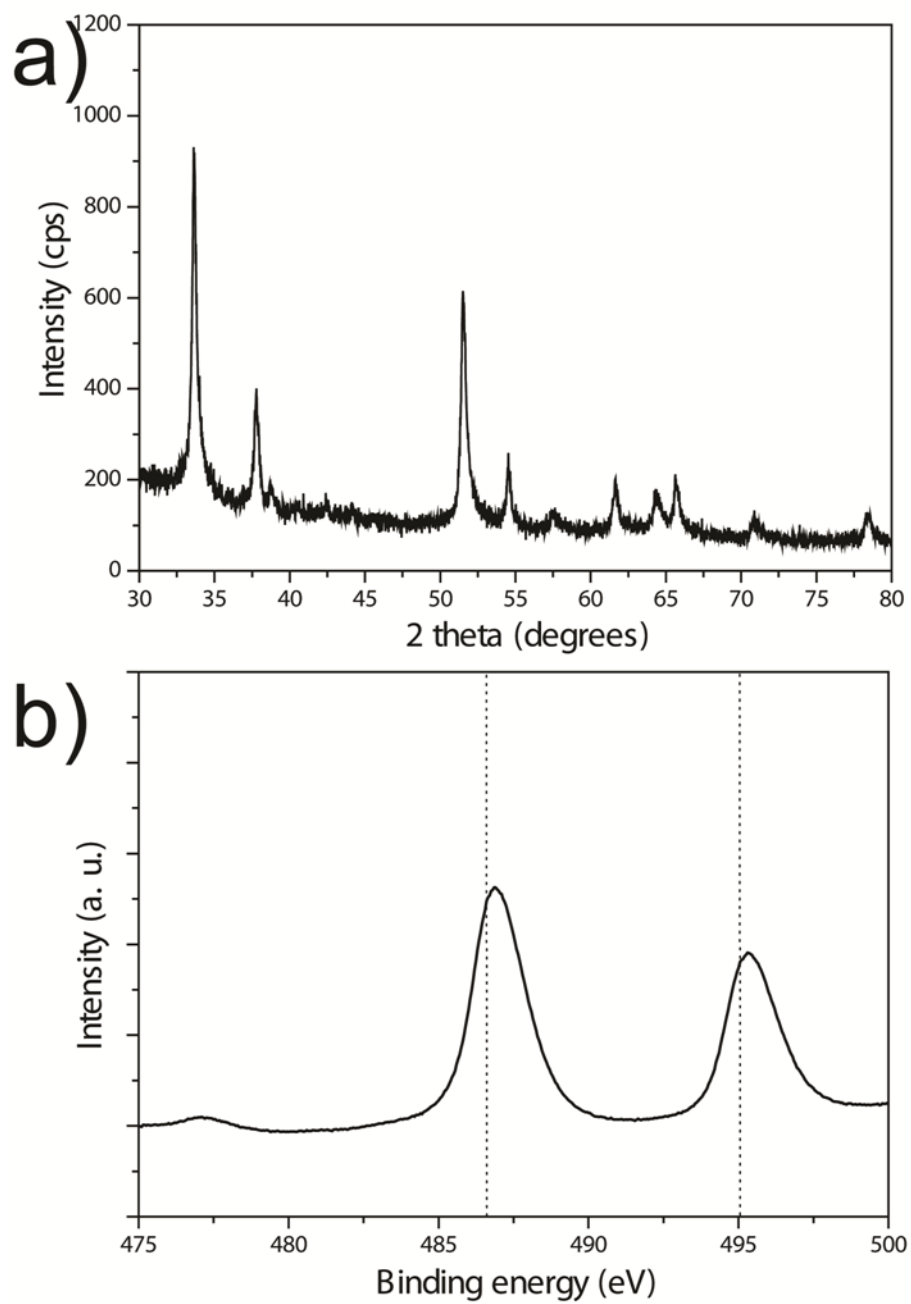 a)
1200
1000
800
600
400
200
0
Intensity (cps)
30 35 40 45 50 55 60 65 70 75 80
2 theta (degrees)
b)
Intensity (a. u.)
475 480 485 490 495 500
Binding energy (eV)